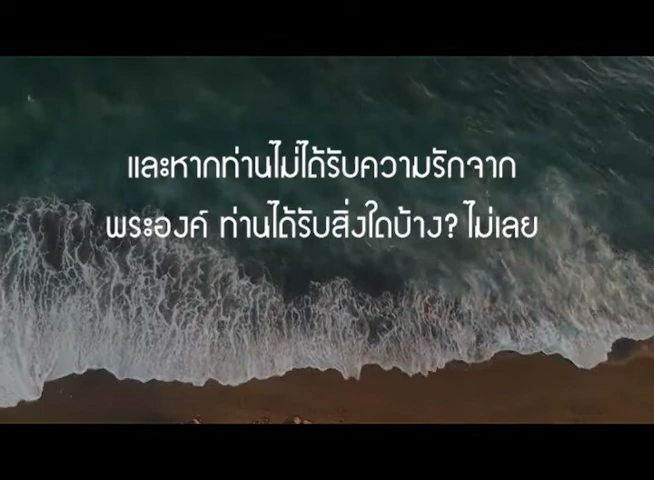 และหากท่านไม่ได้รับความรักจาก
พระองค์ ท่านได้รับสิ่งใดบ้าง? ไม่เลย